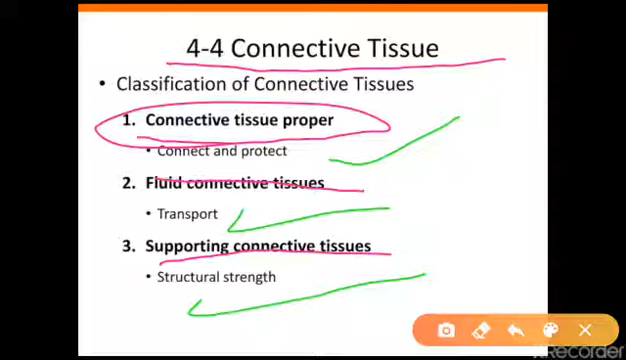 4-4 Connective Tissue
• Classification of Connective Tissues
1. Connective tissue proper
• Connect and protect
2. Fluid connective tissues
• Transport
3. Supporting connective tissues
• Structural strength
Recorder